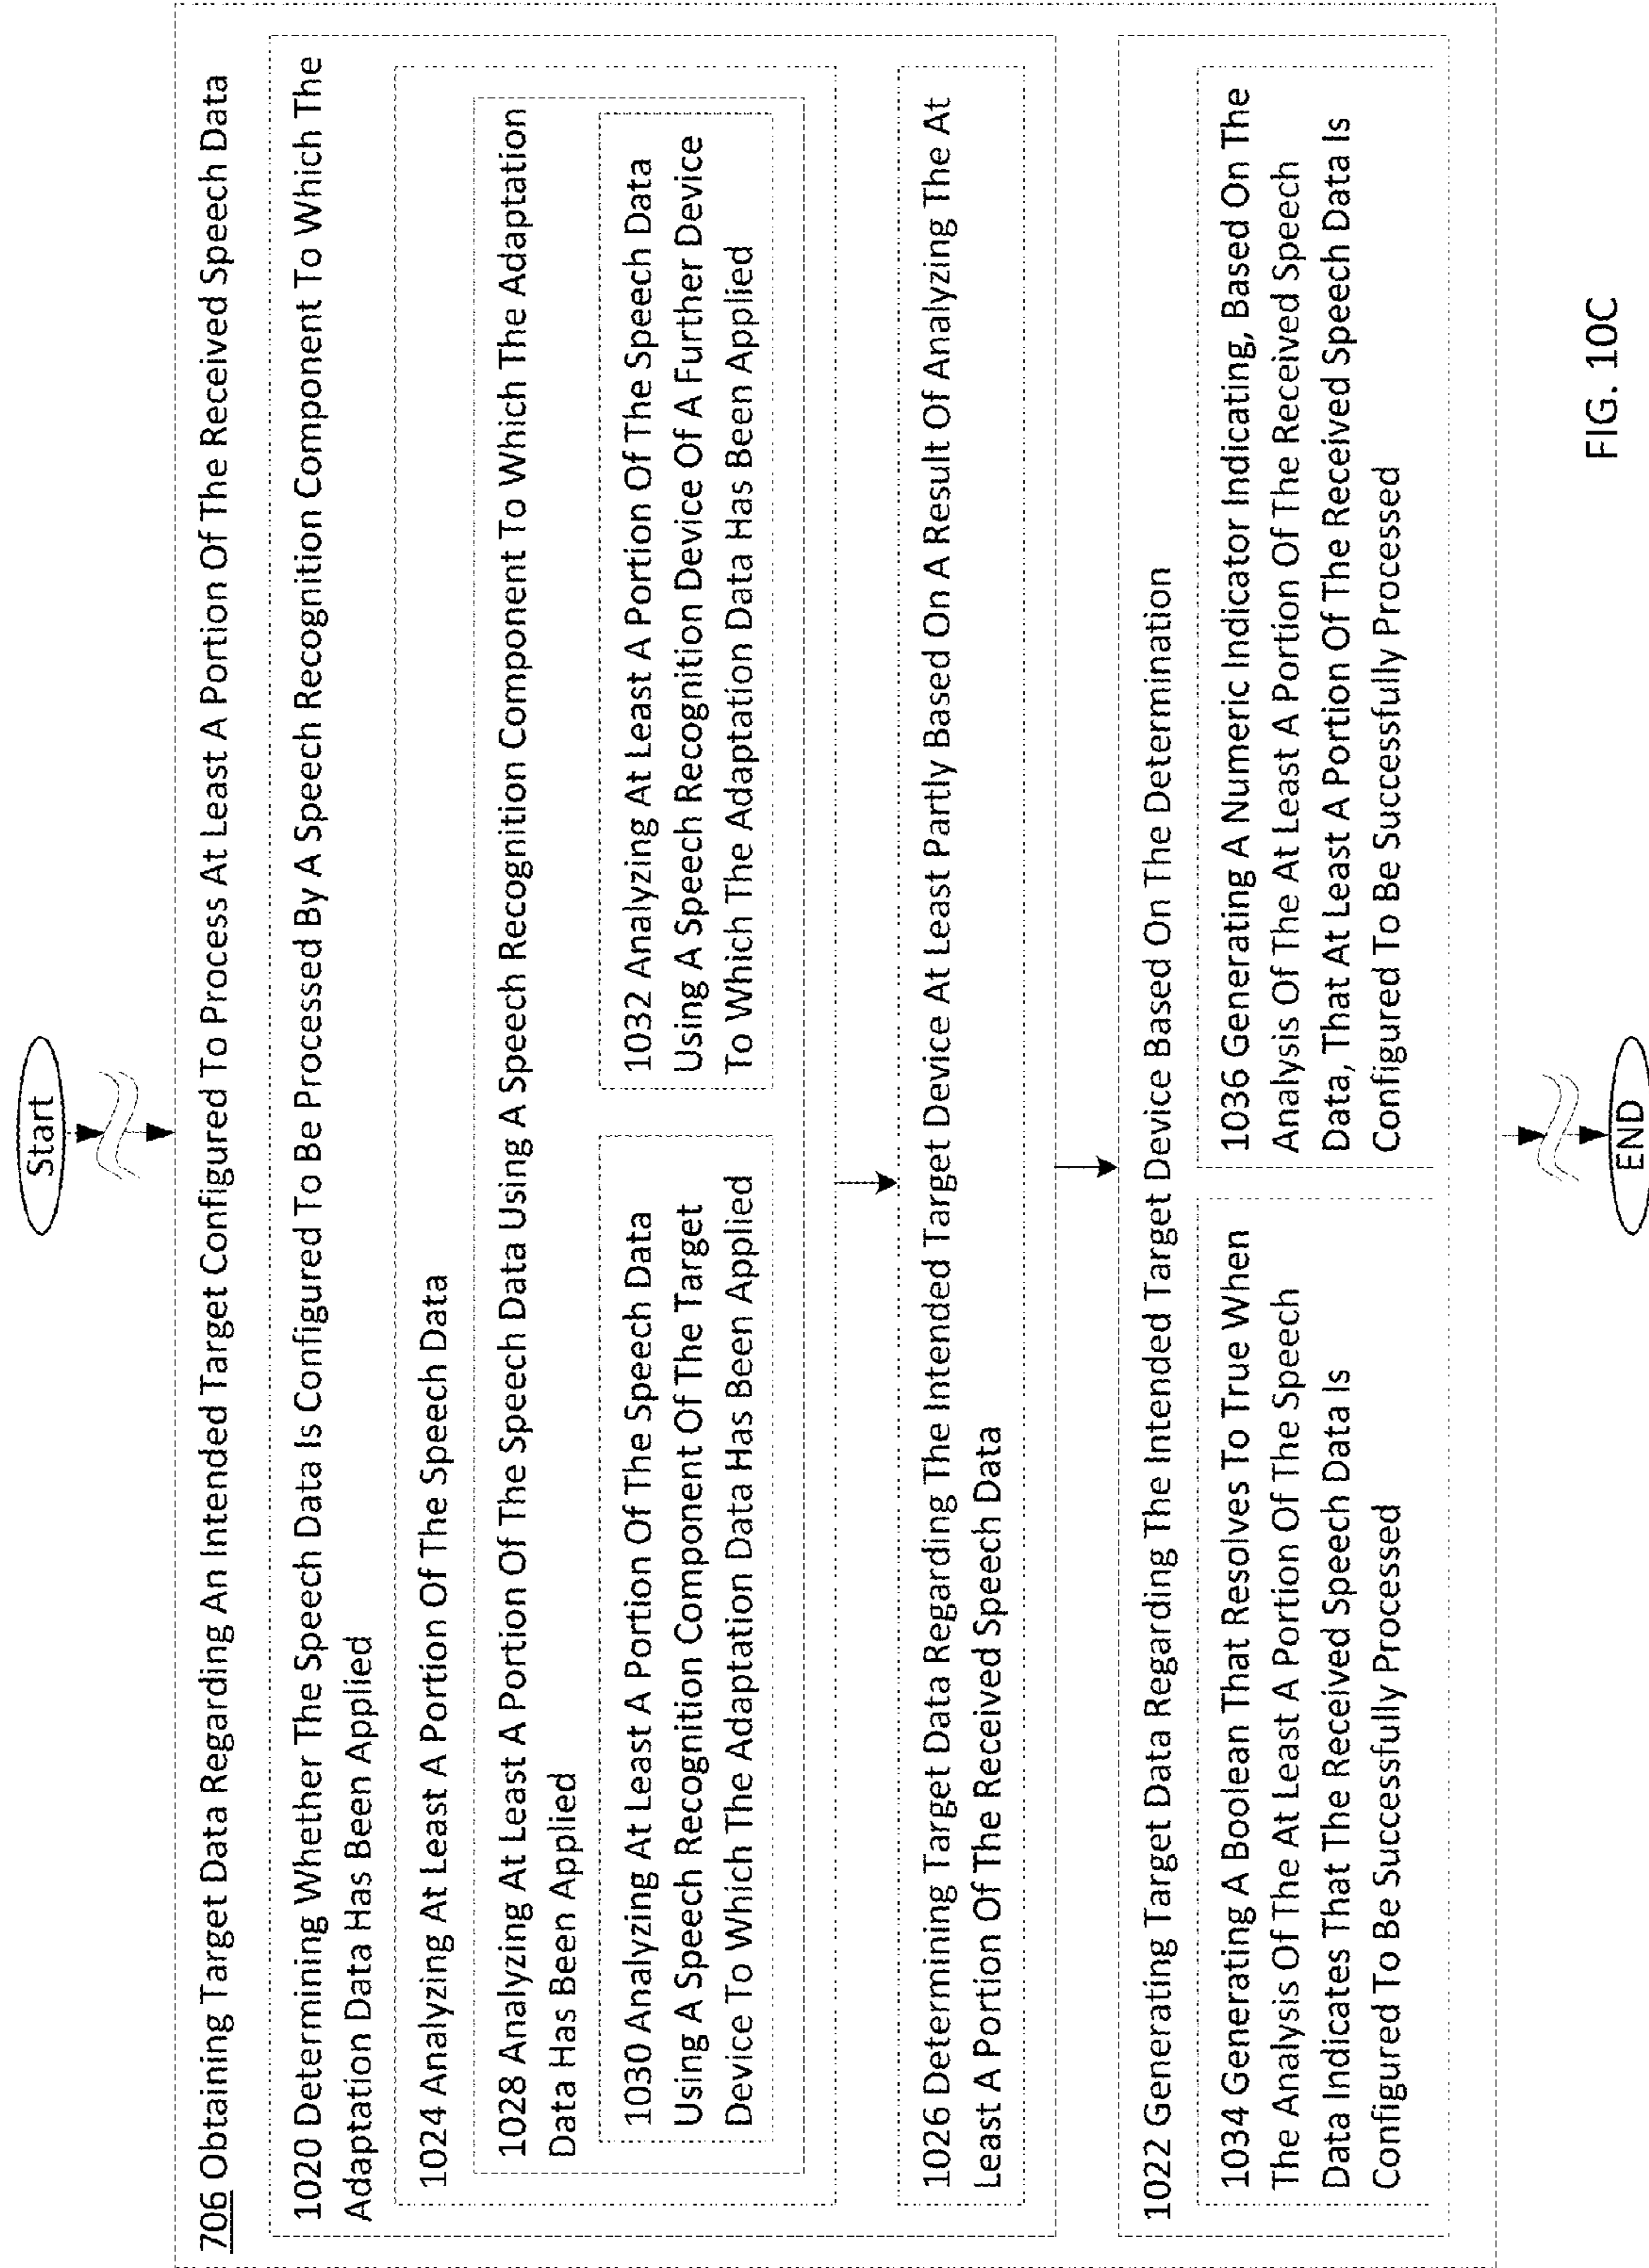 Start
706 Obtaining Target Data Regarding An Intended Target Configured To Process At Least A Portion Of The Received Speech Data
1020 Determining Whether The Speech Data Is Configured To Be Processed By A Speech Recognition Component To Which The
Adaptation Data Has Been Applied
1024 Analyzing At Least A Portion Of The Speech Data
1028 Analyzing At Least A Portion Of The Speech Data Using A Speech Recognition Component To Which The Adaptation
Data Has Been Applied
1030 Analyzing At Least A Portion Of The Speech Data
Using A Speech Recognition Component Of The Target
Device To Which The Adaptation Data Has Been Applied
1032 Analyzing At Least A Portion Of The Speech Data
Using A Speech Recognition Device Of A Further Device
To Which The Adaptation Data Has Been Applied
1026 Determining Target Data Regarding The Intended Target Device At Least Partly Based On A Result Of Analyzing The At
Least A Portion Of The Received Speech Data
1022 Generating Target Data Regarding The Intended Target Device Based On The Determination
1034 Generating A Boolean That Resolves To True When
The Analysis Of The At Least A Portion Of The Speech
Data Indicates That The Received Speech Data Is
Configured To Be Successfully Processed
1036 Generating A Numeric Indicator Indicating, Based On The
Analysis Of The At Least A Portion Of The Received Speech
Data, That At Least A Portion Of The Received Speech Data Is
Configured To Be Successfully Processed
END
FIG. 10C